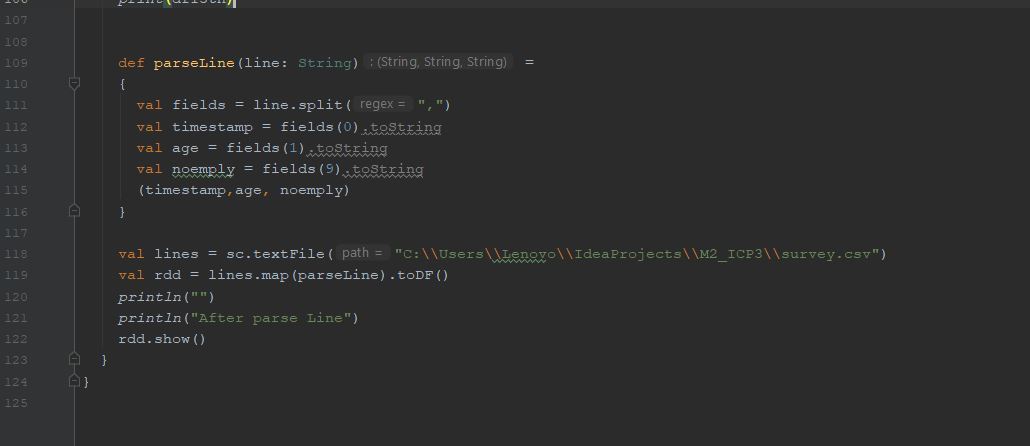 106 print(df15th)
107
108
109 def parseLine(line: String) : (String, String, String) =
110 {
111 val fields = line.split( regex = ",")
112 val timestamp = fields(0).toString
113 val age = fields(1).toString
114 val noemply = fields(9).toString
115 (timestamp,age, noemply)
116 }
117
118 val lines = sc.textFile( path = "C:\\Users\\Lenovo\\IdeaProjects\\M2_ICP3\\survey.csv")
119 val rdd = lines.map(parseLine).toDF()
120 println("")
121 println("After parse Line")
122 rdd.show()
123 }
124 }
125